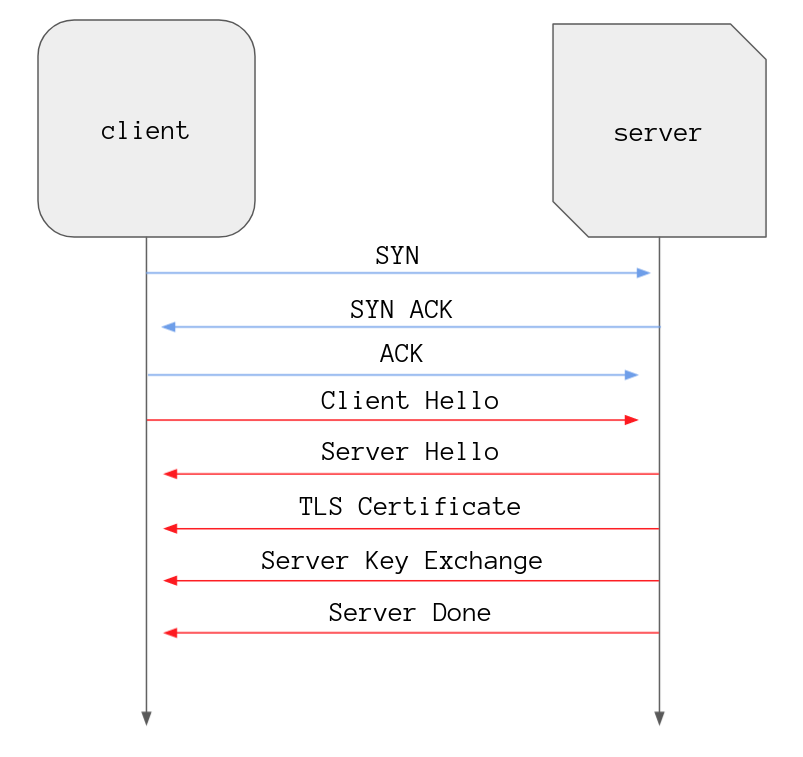 client
server
SYN
SYN ACK
ACK
Client Hello
Server Hello
TLS Certificate
Server Key Exchange
Server Done